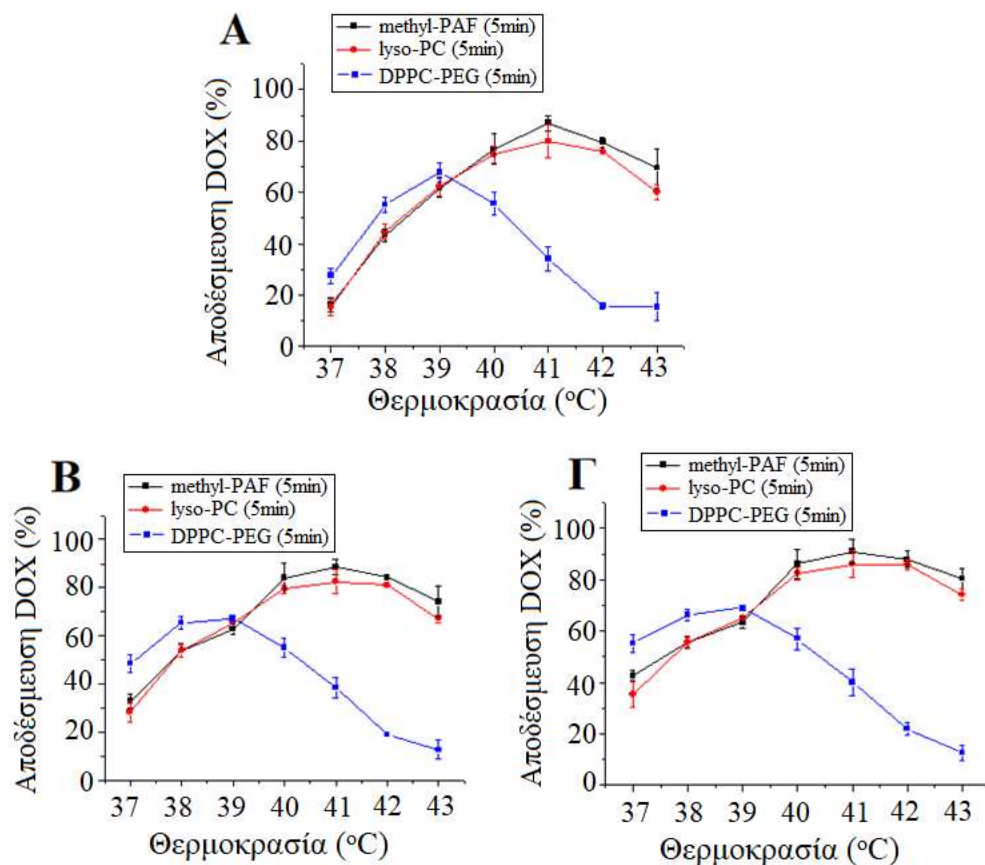 A
methyl-PAF (5min)
lyso-PC (5min)
DPPC-PEG (5min)
Αποδέσμευση DOX (%)
100
80
60
40
20
0
37 38 39 40 41 42 43
Θερμοκρασία (°C)
B
methyl-PAF (5min)
lyso-PC (5min)
DPPC-PEG (5min)
Αποδέσμευση DOX (%)
100
80
60
40
20
0
37 38 39 40 41 42 43
Θερμοκρασία (°C)
Γ
methyl-PAF (5min)
lyso-PC (5min)
DPPC-PEG (5min)
Αποδέσμευση DOX (%)
100
80
60
40
20
0
37 38 39 40 41 42 43
Θερμοκρασία (°C)